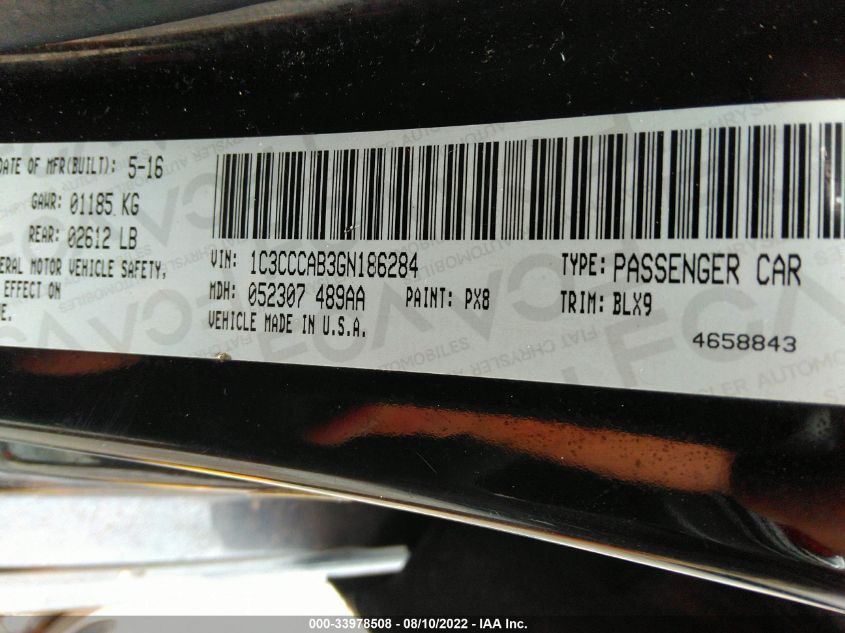 DATE OF MFR(BUILT): 5-16
GAWR: 01185 KG
REAR: 02612 LB
ERAL MOTOR VEHICLE SAFETY,
EFFECT ON
E.
VIN: 1C3CCCAB3GN186284
TYPE: PASSENGER CAR
MDH: 052307 489AA
PAINT: PX8
TRIM: BLX9
VEHICLE MADE IN U.S.A.
4658843
000-33978508 - 08/10/2022 - IAA Inc.